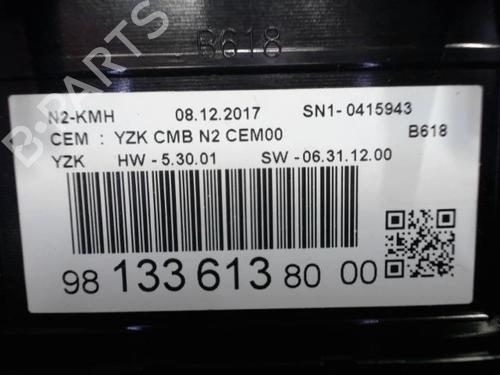 B618
N2-KMH 08.12.2017 SN1- 0415943
CEM : YZK CMB N2 CEM00 B618
YZK HW - 5.30.01 SW - 06.31.12.00
98 133 613 80 00